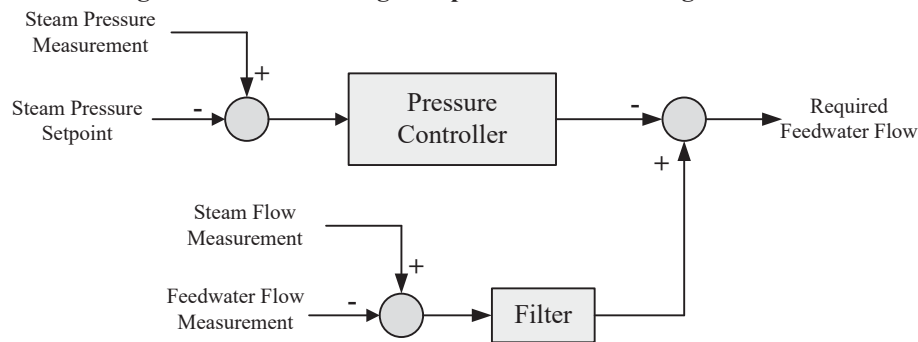 Steam Pressure
Measurement
+
-
Steam Pressure
Setpoint
Pressure
Controller
-
Required
Feedwater Flow
+
Steam Flow
Measurement
+
-
Feedwater Flow
Measurement
Filter